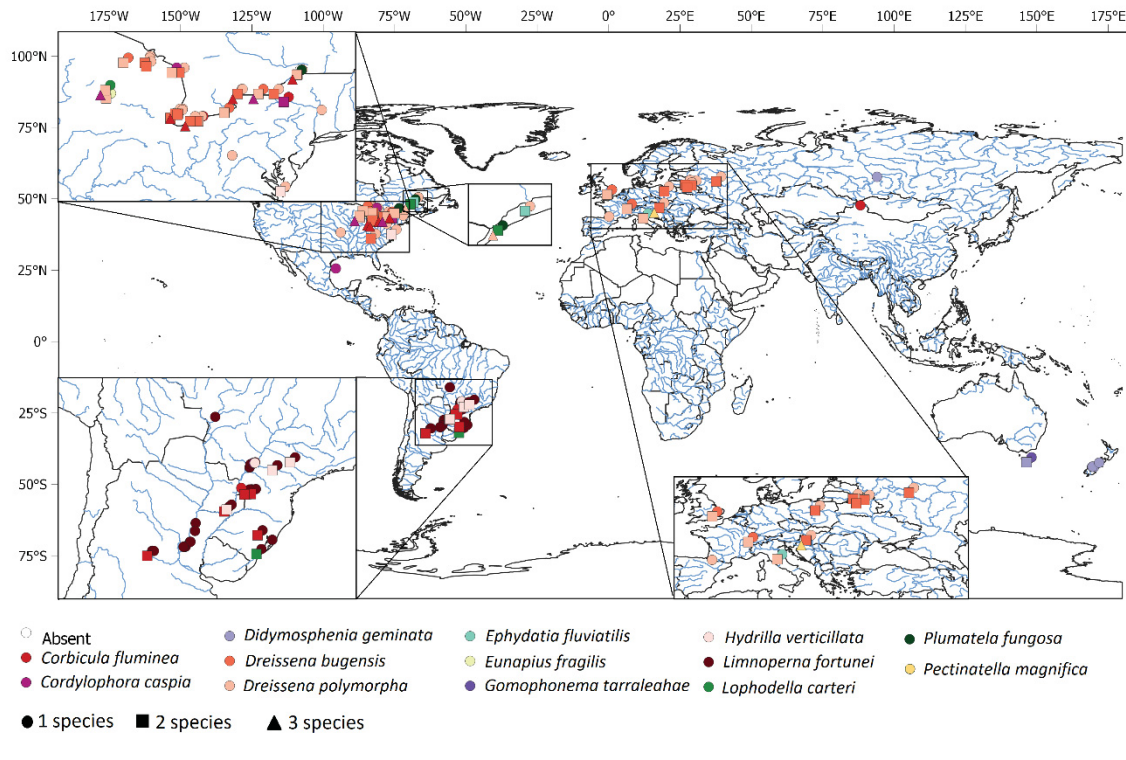 175°W 150°W 125°W 100°W 75°W 50°W 25°W 0°E 25°E 50°E 75°E 100°E 125°E 150°E 175°E
100°N
75°N
50°N
25°N
0°
25°S
50°S
75°S
Absent Didymosphenia geminata Ephydatia fluviatilis Hydrilla verticillata Plumatela fungosa
Corbicula fluminea Dreissena bugensis Eunapius fragilis Limnoperna fortunei Pectinatella magnifica
Cordylophora caspia Dreissena polymorpha Gomophonema tarraleahae Lophodella carteri
1 species 2 species 3 species